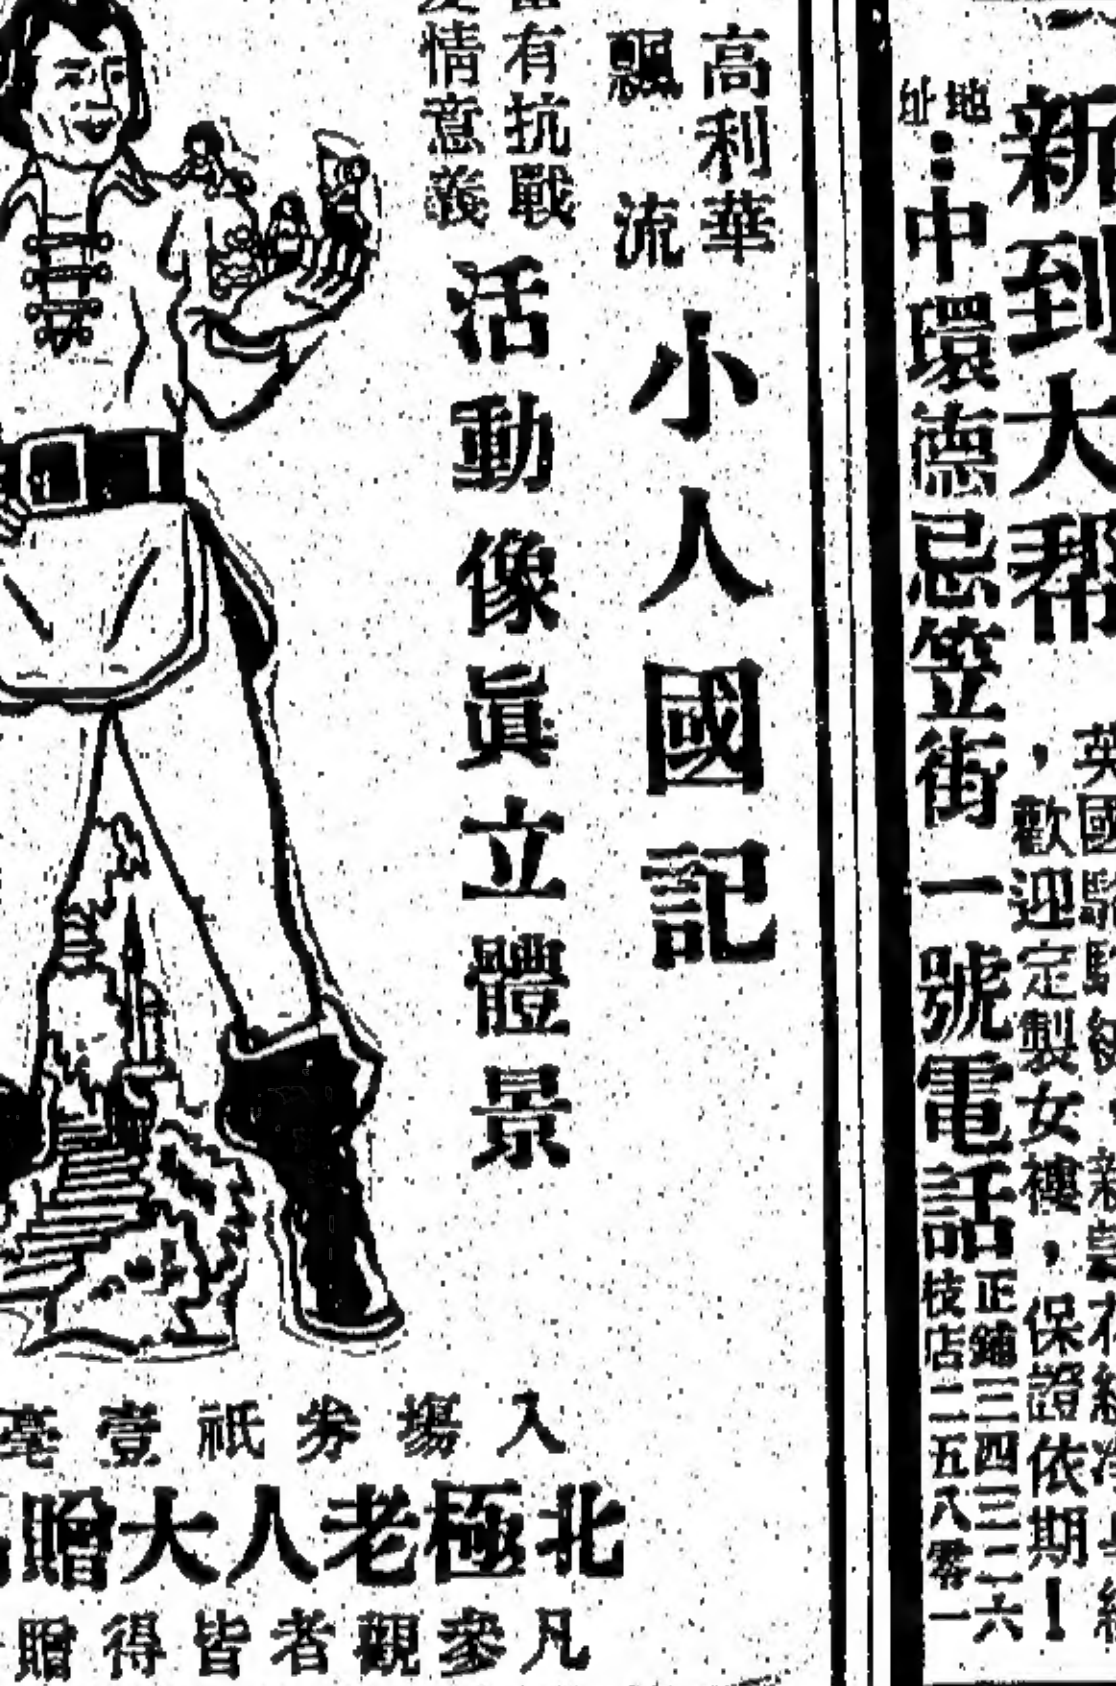 新到大幫
英國
，歡迎定製女褸，保證依期！
地址：中環德忌笠街一號電話
正鋪三四三二六
枝店二五八零一
高利華
飄流
小人國記
有抗戰
情意義
活動像眞立體景
入場券祇壹毫
北極老人大贈
凡參觀者皆得贈